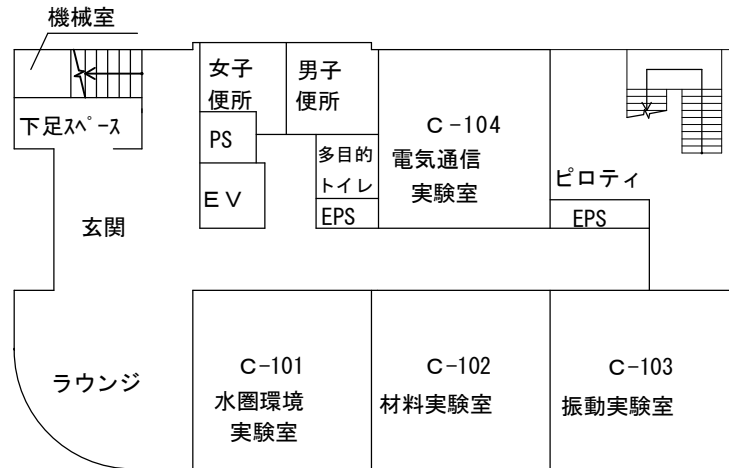 機械室
女子
便所
男子
便所
下足ｽﾍﾟｰｽ
PS
ＥＶ
多目的
トイレ
EPS
Ｃ-104
電気通信
実験室
ピロティ
EPS
玄関
ラウンジ
Ｃ-101
水圏環境
実験室
Ｃ-102
材料実験室
Ｃ-103
振動実験室